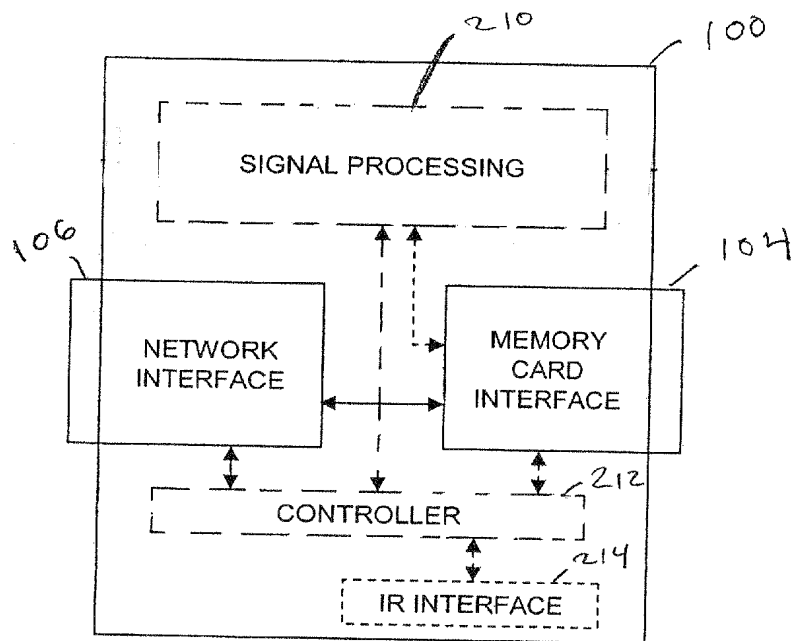 210
100
SIGNAL PROCESSING
106
104
NETWORK
INTERFACE
MEMORY
CARD
INTERFACE
212
CONTROLLER
214
IR INTERFACE